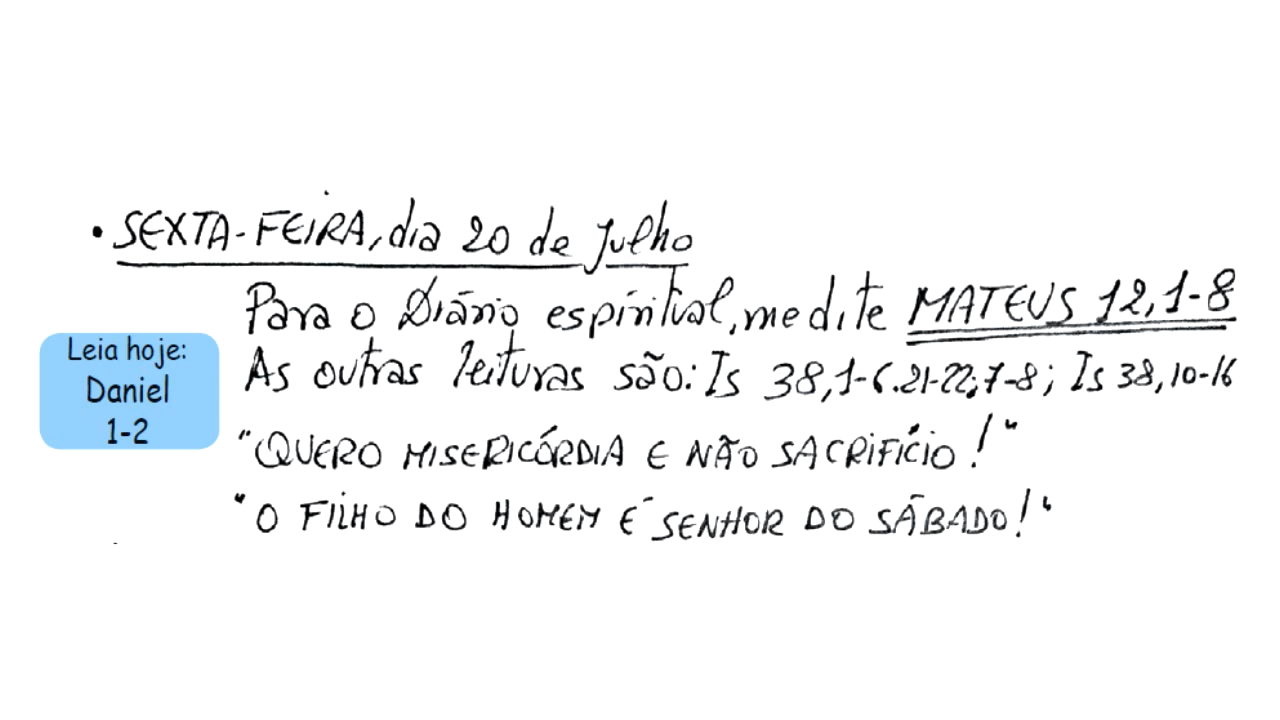 • SEXTA-FEIRA, dia 20 de Julho
Para o Diário espiritual, medite MATEUS 12,1-8
Leia hoje:
Daniel
1-2
As outras leituras são: Is 38,1-6.21-22;7-8; Is 38,10-16
"QUERO MISERICÓRDIA E NÃO SACRIFÍCIO!"
"O FILHO DO HOMEM É SENHOR DO SÁBADO!"